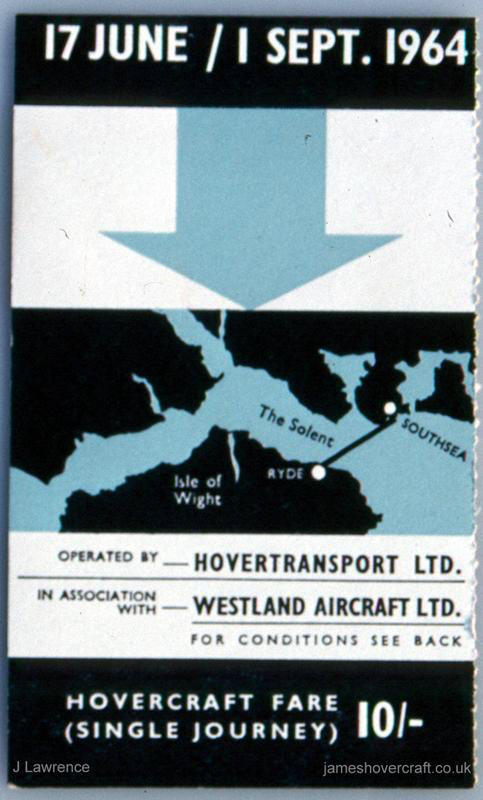 17 JUNE / 1 SEPT. 1964
The Solent
SOUTHSEA
RYDE
Isle of
Wight
OPERATED BY — HOVERTRANSPORT LTD.
IN ASSOCIATION
WITH — WESTLAND AIRCRAFT LTD.
FOR CONDITIONS SEE BACK
HOVERCRAFT FARE
(SINGLE JOURNEY) 10/-
J Lawrence
jameshovercraft.co.uk